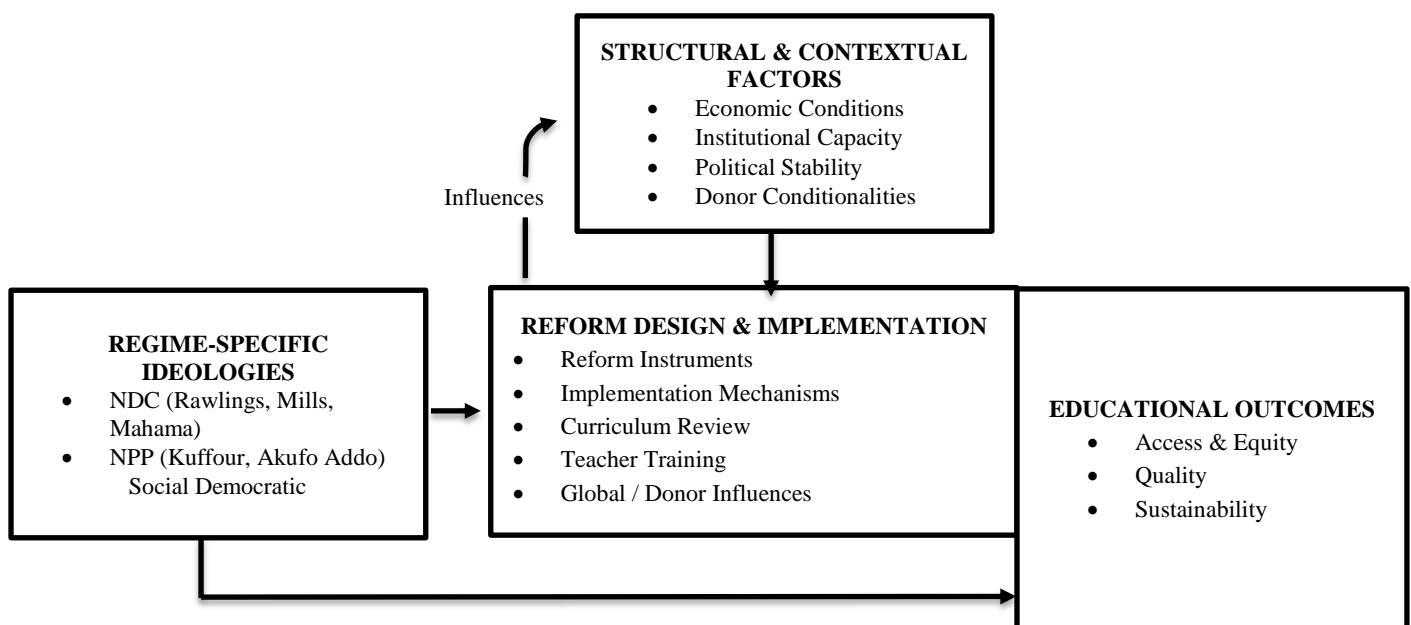 STRUCTURAL & CONTEXTUAL
FACTORS
• Economic Conditions
• Institutional Capacity
• Political Stability
• Donor Conditionalities
Influences
REGIME-SPECIFIC
IDEOLOGIES
• NDC (Rawlings, Mills,
Mahama)
• NPP (Kuffour, Akufo Addo)
Social Democratic
REFORM DESIGN & IMPLEMENTATION
• Reform Instruments
• Implementation Mechanisms
• Curriculum Review
• Teacher Training
• Global / Donor Influences
EDUCATIONAL OUTCOMES
• Access & Equity
• Quality
• Sustainability